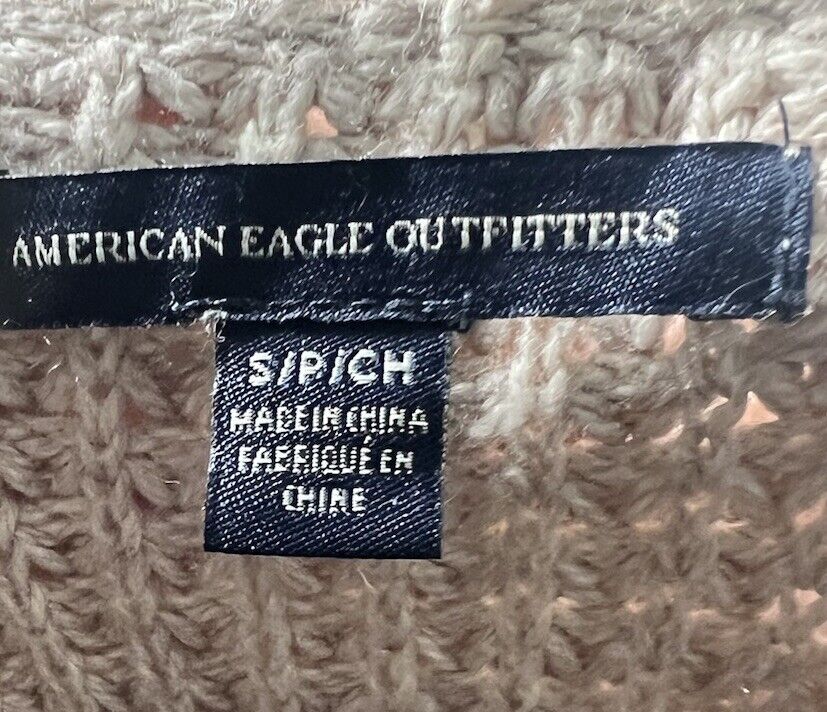 AMERICAN EAGLE OUTFITTERS
S/P/CH
MADE IN CHINA
FABRIQUÉ EN
CHINE